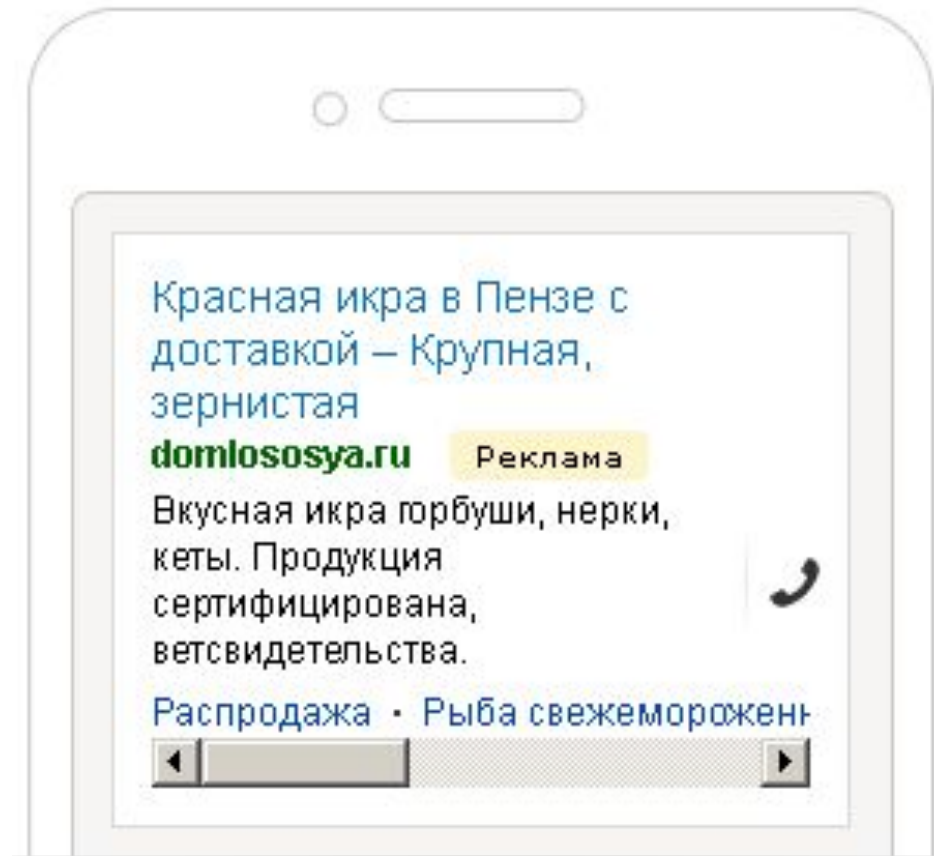 Красная икра в Пензе с
доставкой – Крупная,
зернистая
domlososya.ru Реклама
Вкусная икра горбуши, нерки,
кеты. Продукция
сертифицирована,
ветсвидетельства.
Распродажа · Рыба свежеморожен